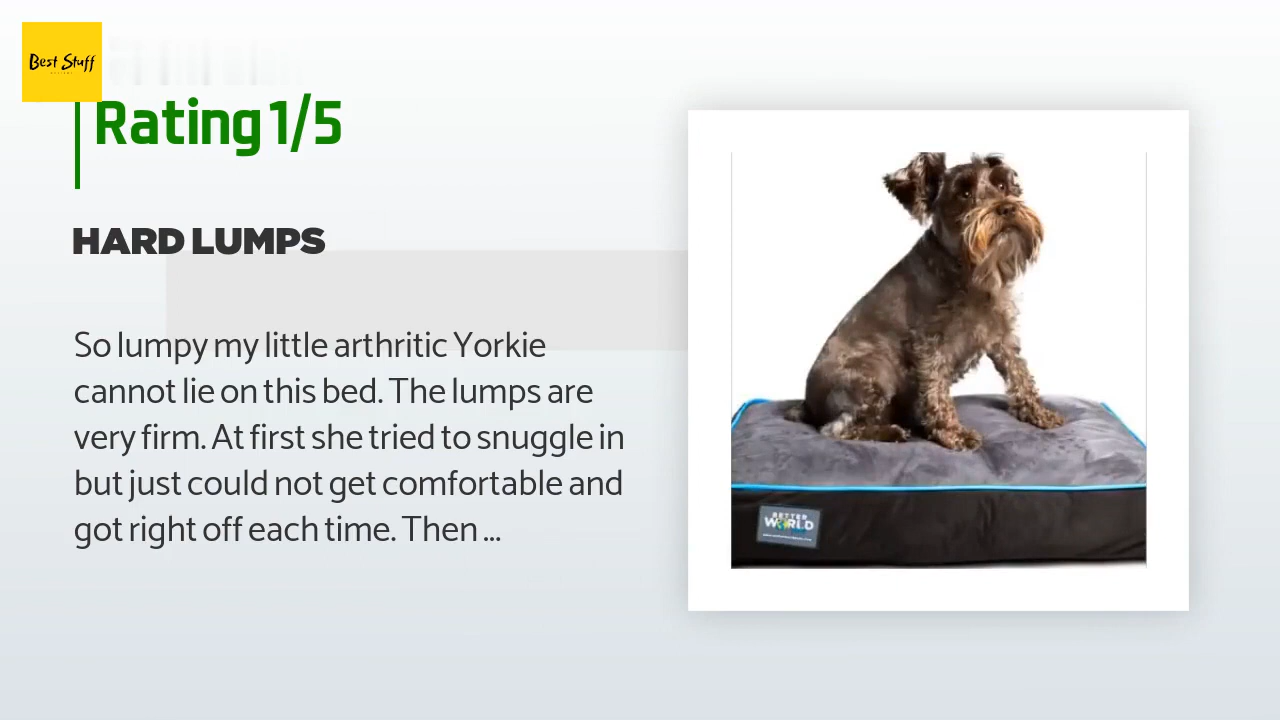 Best Stuff
Rating 1/5
HARD LUMPS
So lumpy my little arthritic Yorkie
cannot lie on this bed. The lumps are
very firm. At first she tried to snuggle in
but just could not get comfortable and
got right off each time. Then ...
BETTER
WORLD